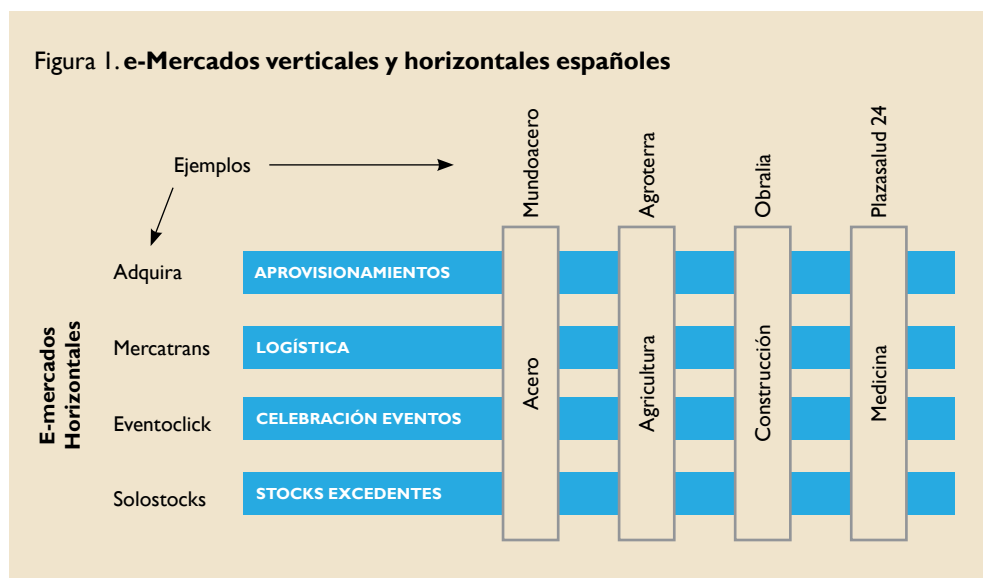 Figura 1. e-Mercados verticales y horizontales españoles
Ejemplos
Mundoacero
Agroterra
Obralia
Plazasalud 24
E-mercados
Horizontales
Adquira
APROVISIONAMIENTOS
Mercatrans
LOGÍSTICA
Eventoclick
CELEBRACIÓN EVENTOS
Solostocks
STOCKS EXCEDENTES
Acero
Agricultura
Construcción
Medicina